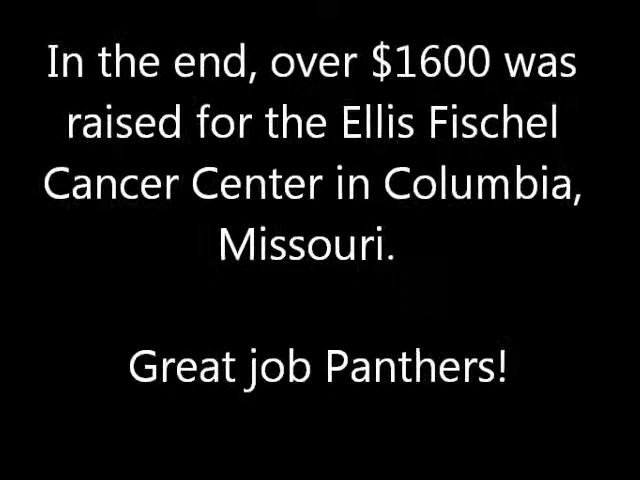 In the end, over $1600 was
raised for the Ellis Fischel
Cancer Center in Columbia,
Missouri.
Great job Panthers!